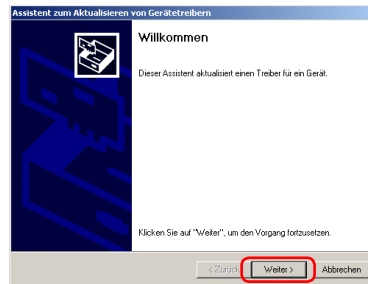 Assistent zum Aktualisieren von Gerätetreibern
Willkommen
Dieser Assistent aktualisiert einen Treiber für ein Gerät.
Klicken Sie auf "Weiter", um den Vorgang fortzusetzen.
< Zurück Weiter > Abbrechen